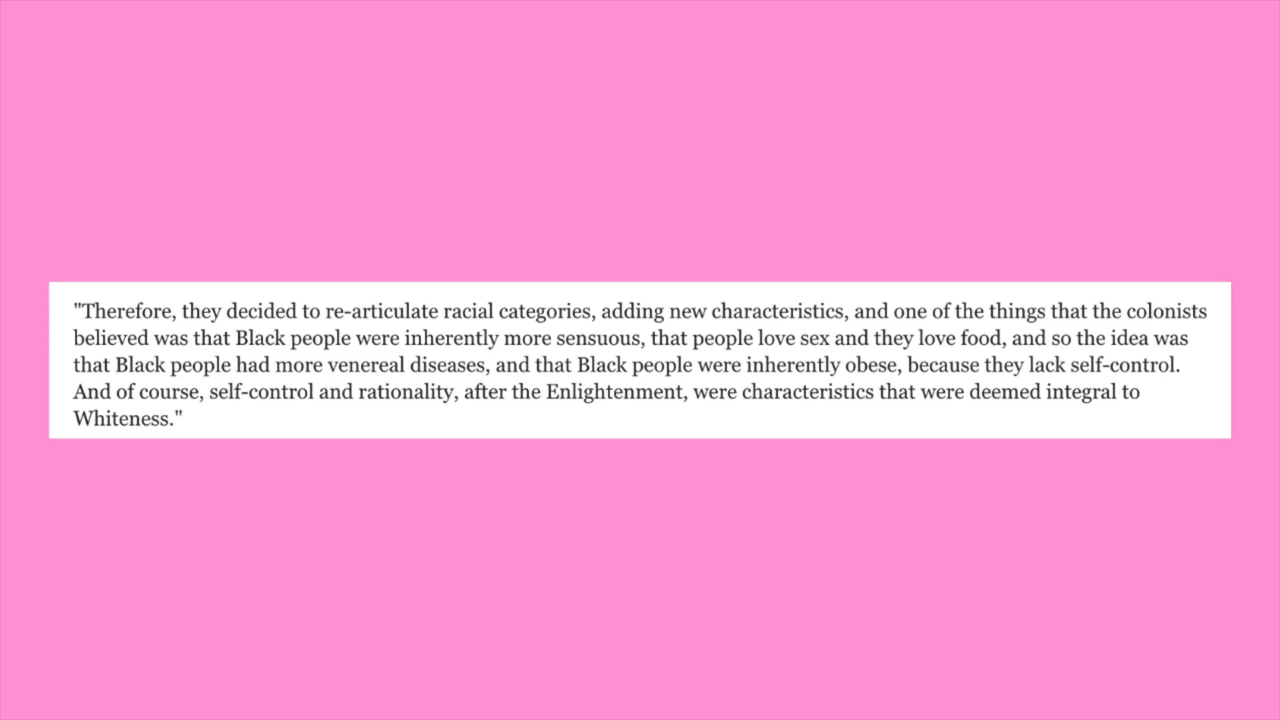 "Therefore, they decided to re-articulate racial categories, adding new characteristics, and one of the things that the colonists
believed was that Black people were inherently more sensuous, that people love sex and they love food, and so the idea was
that Black people had more venereal diseases, and that Black people were inherently obese, because they lack self-control.
And of course, self-control and rationality, after the Enlightenment, were characteristics that were deemed integral to
Whiteness."